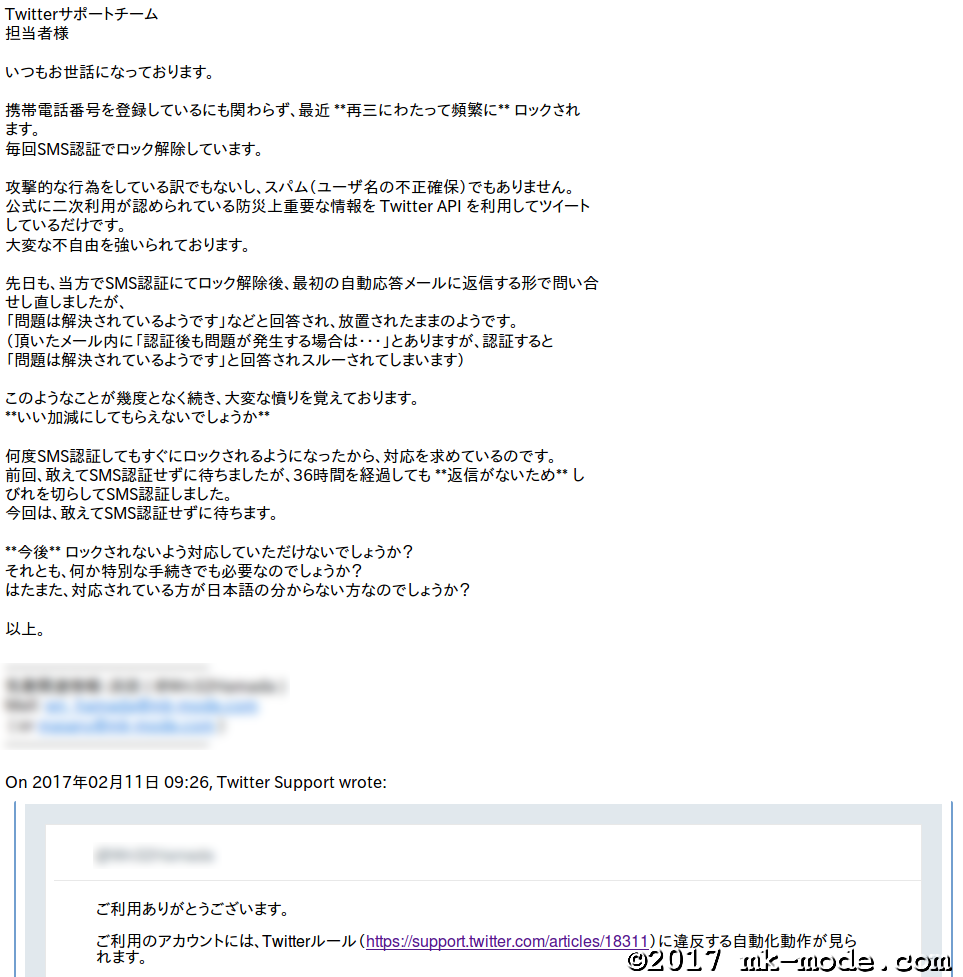 Twitterサポートチーム
担当者様
いつもお世話になっております。
携帯電話番号を登録しているにも関わらず、最近 **再三にわたって頻繁に** ロックされ
ます。
毎回SMS認証でロック解除しています。
攻撃的な行為をしている訳でもないし、スパム（ユーザ名の不正確保）でもありません。
公式に二次利用が認められている防災上重要な情報を Twitter API を利用してツイート
しているだけです。
大変な不自由を強いられております。
先日も、当方でSMS認証にてロック解除後、最初の自動応答メールに返信する形で問い合
せし直しましたが、
「問題は解決されているようです」などと回答され、放置されたままのようです。
（頂いたメール内に「認証後も問題が発生する場合は・・・」とありますが、認証すると
「問題は解決されているようです」と回答されスルーされてしまいます）
このようなことが幾度となく続き、大変な憤りを覚えております。
**いい加減にしてもらえないでしょうか**
何度SMS認証してもすぐにロックされるようになったから、対応を求めているのです。
前回、敢えてSMS認証せずに待ちましたが、36時間を経過しても **返信がないため** し
びれを切らしてSMS認証しました。
今回は、敢えてSMS認証せずに待ちます。
**今後** ロックされないよう対応していただけないでしょうか？
それとも、何か特別な手続きでも必要なのでしょうか？
はたまた、対応されている方が日本語の分からない方なのでしょうか？
以上。
On 2017年02月11日 09:26, Twitter Support wrote:
ご利用ありがとうございます。
ご利用のアカウントには、Twitterルール（https://support.twitter.com/articles/18311）に違反する自動化動作が見ら
れます。
©2017 mk-mode.com